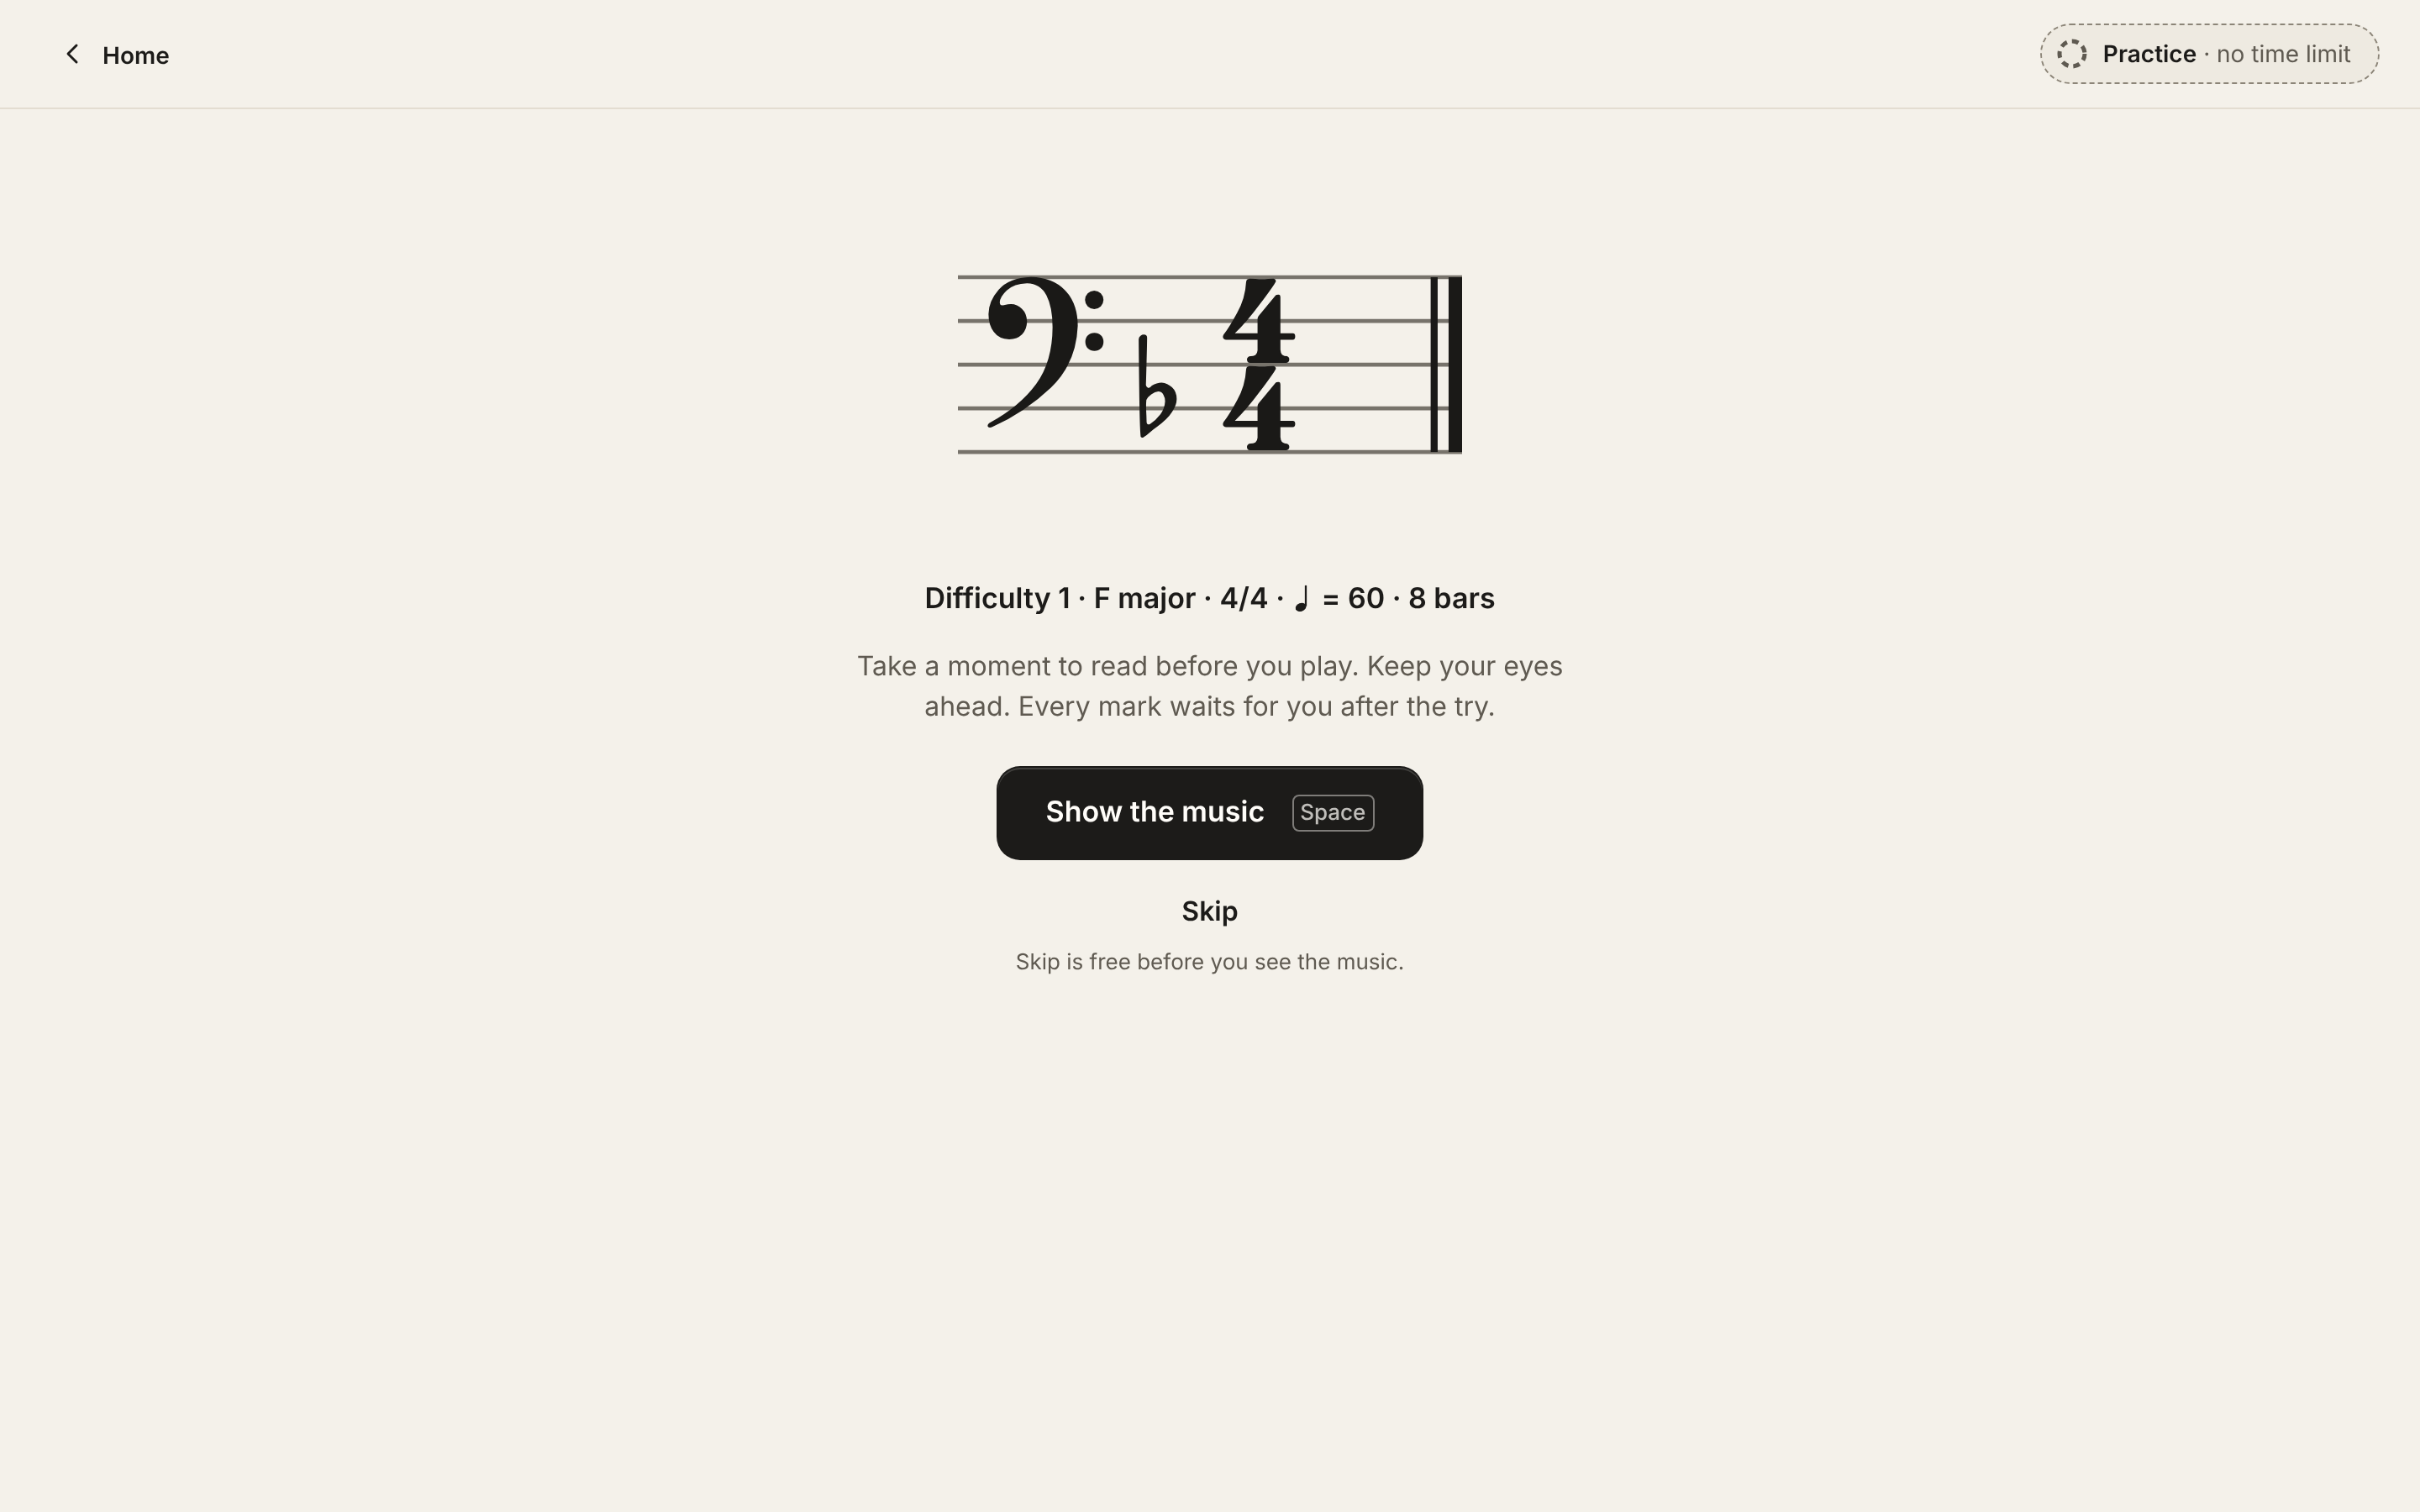 Home
Practice · no time limit
4
4
Difficulty 1 · F major · 4/4 · ♩ = 60 · 8 bars
Take a moment to read before you play. Keep your eyes
ahead. Every mark waits for you after the try.
Show the music Space
Skip
Skip is free before you see the music.